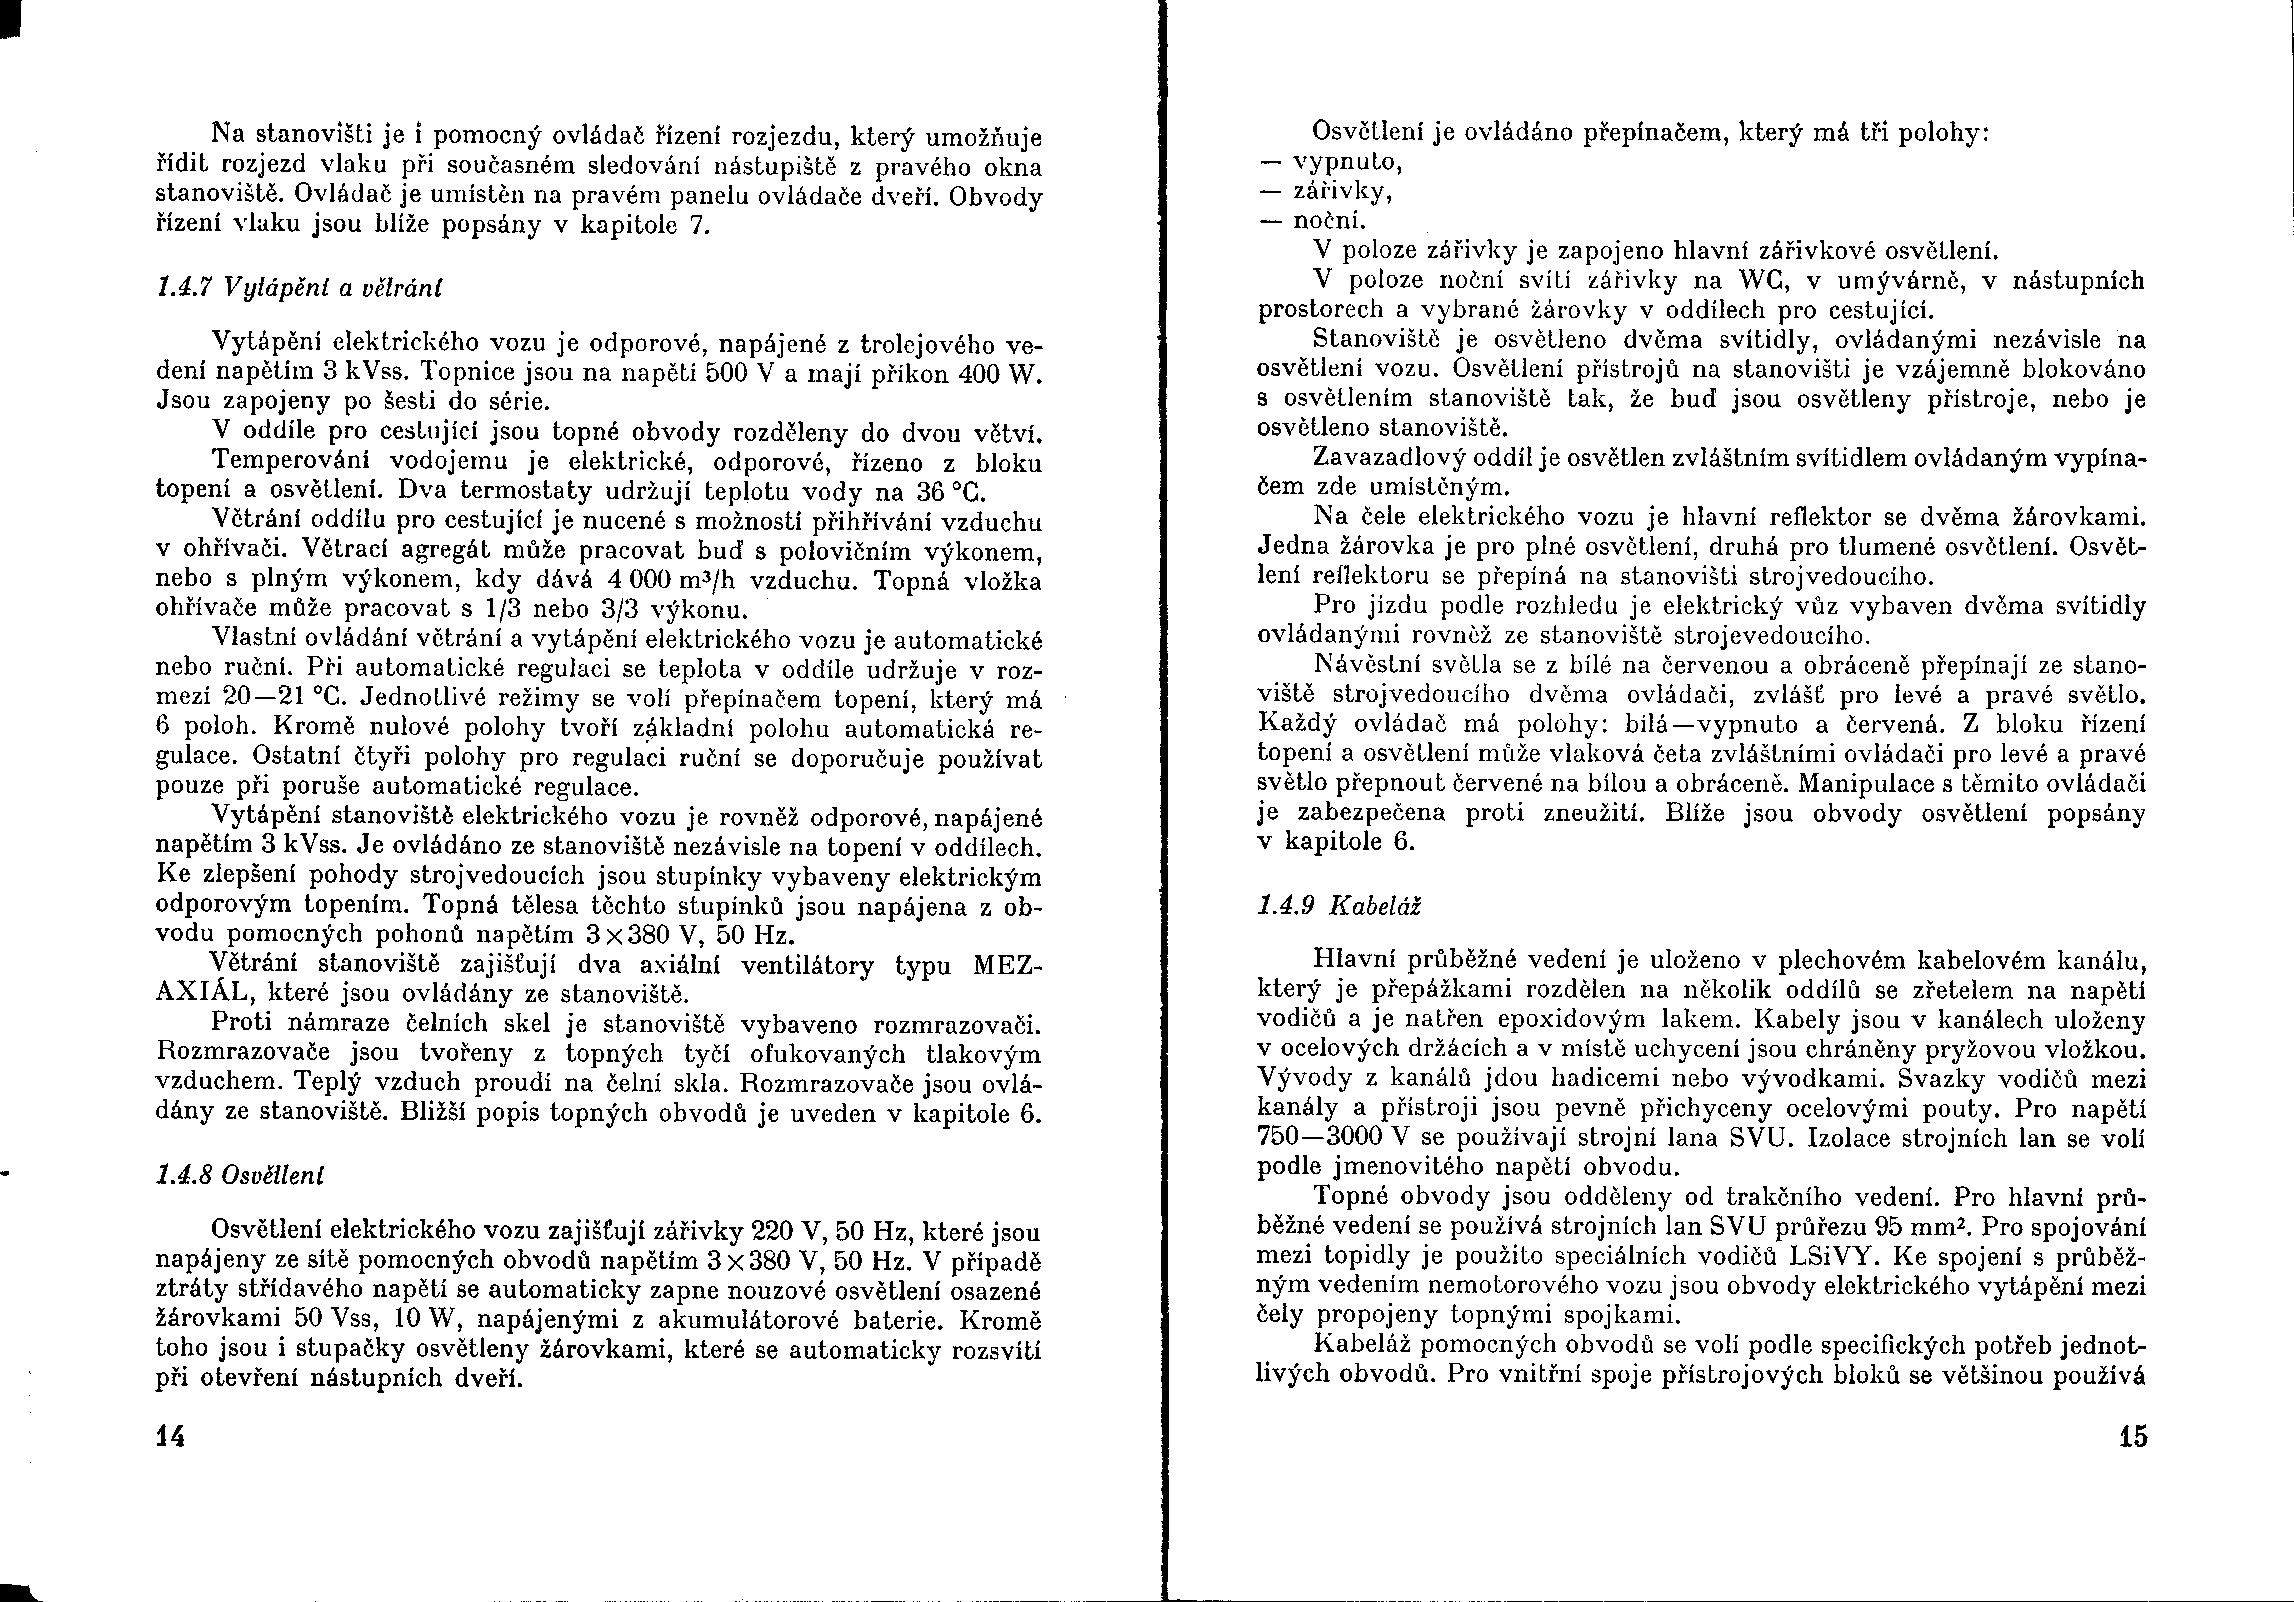 Na stanovišti je i pomocný ovládač řízení rozjezdu, který umožňuje
řídit rozjezd vlaku při současném sledování nástupiště z pravého okna
stanoviště. Ovládač je umístěn na pravém panelu ovládače dveří. Obvody
řízení vlaku jsou blíže popsány v kapitole 7.
1.4.7 Vytápění a větrání
Vytápění elektrického vozu je odporové, napájené z trolejového ve-
dení napětím 3 kVss. Topnice jsou na napětí 500 V a mají příkon 400 W.
Jsou zapojeny po šesti do série.
V oddíle pro cestující jsou topné obvody rozděleny do dvou větví.
Temperování vodojemu je elektrické, odporové, řízeno z bloku
topení a osvětlení. Dva termostaty udržují teplotu vody na 36 °C.
Větrání oddílu pro cestující je nucené s možností přihřívání vzduchu
v ohřívači. Větrací agregát může pracovat buď s polovičním výkonem,
nebo s plným výkonem, kdy dává 4 000 m³/h vzduchu. Topná vložka
ohřívače může pracovat s 1/3 nebo 3/3 výkonu.
Vlastní ovládání větrání a vytápění elektrického vozu je automatické
nebo ruční. Při automatické regulaci se teplota v oddíle udržuje v roz-
mezí 20—21 °C. Jednotlivé režimy se volí přepínačem topení, který má
6 poloh. Kromě nulové polohy tvoří základní polohu automatická re-
gulace. Ostatní čtyři polohy pro regulaci ruční se doporučuje používat
pouze při poruše automatické regulace.
Vytápění stanoviště elektrického vozu je rovněž odporové, napájené
napětím 3 kVss. Je ovládáno ze stanoviště nezávisle na topení v oddílech.
Ke zlepšení pohody strojvedoucích jsou stupínky vybaveny elektrickým
odporovým topením. Topná tělesa těchto stupínků jsou napájena z ob-
vodu pomocných pohonů napětím 3×380 V, 50 Hz.
Větrání stanoviště zajišťují dva axiální ventilátory typu MEZ-
AXIÁL, které jsou ovládány ze stanoviště.
Proti námraze čelních skel je stanoviště vybaveno rozmrazovači.
Rozmrazovače jsou tvořeny z topných tyčí ofukovaných tlakovým
vzduchem. Teplý vzduch proudí na čelní skla. Rozmrazovače jsou ovlá-
dány ze stanoviště. Bližší popis topných obvodů je uveden v kapitole 6.
1.4.8 Osvětlení
Osvětlení elektrického vozu zajišťují zářivky 220 V, 50 Hz, které jsou
napájeny ze sítě pomocných obvodů napětím 3×380 V, 50 Hz. V případě
ztráty střídavého napětí se automaticky zapne nouzové osvětlení osazené
žárovkami 50 Vss, 10 W, napájenými z akumulátorové baterie. Kromě
toho jsou i stupačky osvětleny žárovkami, které se automaticky rozsvítí
při otevření nástupních dveří.
14
Osvětlení je ovládáno přepínačem, který má tři polohy:
— vypnuto,
— zářivky,
— noční.
V poloze zářivky je zapojeno hlavní zářivkové osvětlení.
V poloze noční svítí zářivky na WC, v umývárně, v nástupních
prostorech a vybrané žárovky v oddílech pro cestující.
Stanoviště je osvětleno dvěma svítidly, ovládanými nezávisle na
osvětlení vozu. Osvětlení přístrojů na stanovišti je vzájemně blokováno
s osvětlením stanoviště tak, že buď jsou osvětleny přístroje, nebo je
osvětleno stanoviště.
Zavazadlový oddíl je osvětlen zvláštním svítidlem ovládaným vypína-
čem zde umístěným.
Na čele elektrického vozu je hlavní reflektor se dvěma žárovkami.
Jedna žárovka je pro plné osvětlení, druhá pro tlumené osvětlení. Osvět-
lení reflektoru se přepíná na stanovišti strojvedoucího.
Pro jízdu podle rozhledu je elektrický vůz vybaven dvěma svítidly
ovládanými rovněž ze stanoviště strojevedoucího.
Návěstní světla se z bílé na červenou a obráceně přepínají ze stano-
viště strojvedoucího dvěma ovládači, zvlášť pro levé a pravé světlo.
Každý ovládač má polohy: bílá—vypnuto a červená. Z bloku řízení
topení a osvětlení může vlaková četa zvláštními ovládači pro levé a pravé
světlo přepnout červené na bílou a obráceně. Manipulace s těmito ovládači
je zabezpečena proti zneužití. Blíže jsou obvody osvětlení popsány
v kapitole 6.
1.4.9 Kabeláž
Hlavní průběžné vedení je uloženo v plechovém kabelovém kanálu,
který je přepážkami rozdělen na několik oddílů se zřetelem na napětí
vodičů a je natřen epoxidovým lakem. Kabely jsou v kanálech uloženy
v ocelových držácích a v místě uchycení jsou chráněny pryžovou vložkou.
Vývody z kanálů jdou hadicemi nebo vývodkami. Svazky vodičů mezi
kanály a přístroji jsou pevně přichyceny ocelovými pouty. Pro napětí
750—3000 V se používají strojní lana SVU. Izolace strojních lan se volí
podle jmenovitého napětí obvodu.
Topné obvody jsou odděleny od trakčního vedení. Pro hlavní prů-
běžné vedení se používá strojních lan SVU průřezu 95 mm². Pro spojování
mezi topidly je použito speciálních vodičů LSiVY. Ke spojení s průběž-
ným vedením nemotorového vozu jsou obvody elektrického vytápění mezi
čely propojeny topnými spojkami.
Kabeláž pomocných obvodů se volí podle specifických potřeb jednot-
livých obvodů. Pro vnitřní spoje přístrojových bloků se většinou používá
15